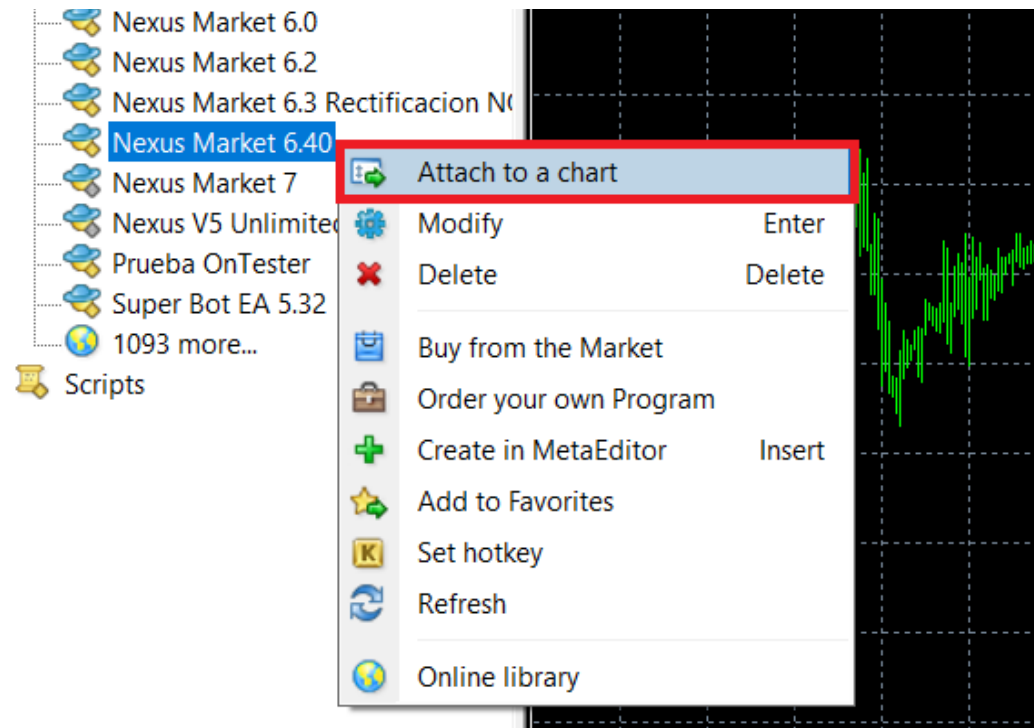 Nexus Market 6.0
Nexus Market 6.2
Nexus Market 6.3 Rectificacion
Nexus Market 6.40
Nexus Market 7
Nexus V5 Unlimited
Prueba OnTester
Super Bot EA 5.32
1093 more...
Scripts
Attach to a chart
Modify Enter
Delete Delete
Buy from the Market
Order your own Program
Create in MetaEditor Insert
Add to Favorites
K Set hotkey
Refresh
Online library